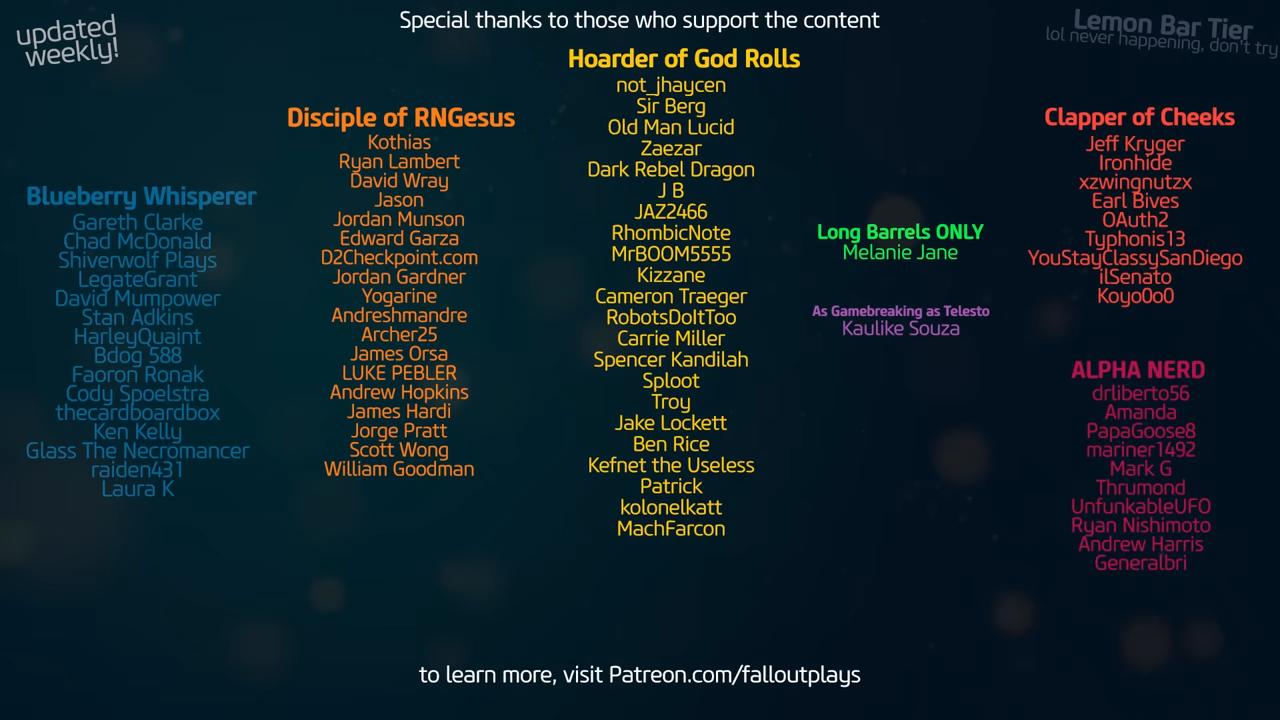 updated
weekly!
Special thanks to those who support the content
Lemon Bar Tier
lol never happening, don't try
Blueberry Whisperer
Gareth Clarke
Chad McDonald
Shiverwolf Plays
LegateGrant
David Mumpower
Stan Adkins
HarleyQuaint
Bdog 588
Faoron Ronak
Cody Spoelstra
thecardboardbox
Ken Kelly
Glass The Necromancer
raiden431
Laura K
Disciple of RNGesus
Kothias
Ryan Lambert
David Wray
Jason
Jordan Munson
Edward Garza
D2Checkpoint.com
Jordan Gardner
Yogarine
Andreshmandre
Archer25
James Orsa
LUKE PEBLER
Andrew Hopkins
James Hardi
Jorge Pratt
Scott Wong
William Goodman
Hoarder of God Rolls
not_jhaycen
Sir Berg
Old Man Lucid
Zaezar
Dark Rebel Dragon
J B
JAZ2466
RhombicNote
MrBOOM5555
Kizzane
Cameron Traeger
RobotsDoItToo
Carrie Miller
Spencer Kandilah
Sploot
Troy
Jake Lockett
Ben Rice
Kefnet the Useless
Patrick
kolonelkatt
MachFarcon
Long Barrels ONLY
Melanie Jane
As Gamebreaking as Telesto
Kaulike Souza
Clapper of Cheeks
Jeff Kryger
Ironhide
xzwingnutzx
Earl Bives
OAuth2
Typhonis13
YouStayClassySanDiego
ilSenato
Koyo0o0
ALPHA NERD
drliberto56
Amanda
PapaGoose8
mariner1492
Mark G
Thrumond
UnfunkableUFO
Ryan Nishimoto
Andrew Harris
Generalbri
to learn more, visit Patreon.com/falloutplays